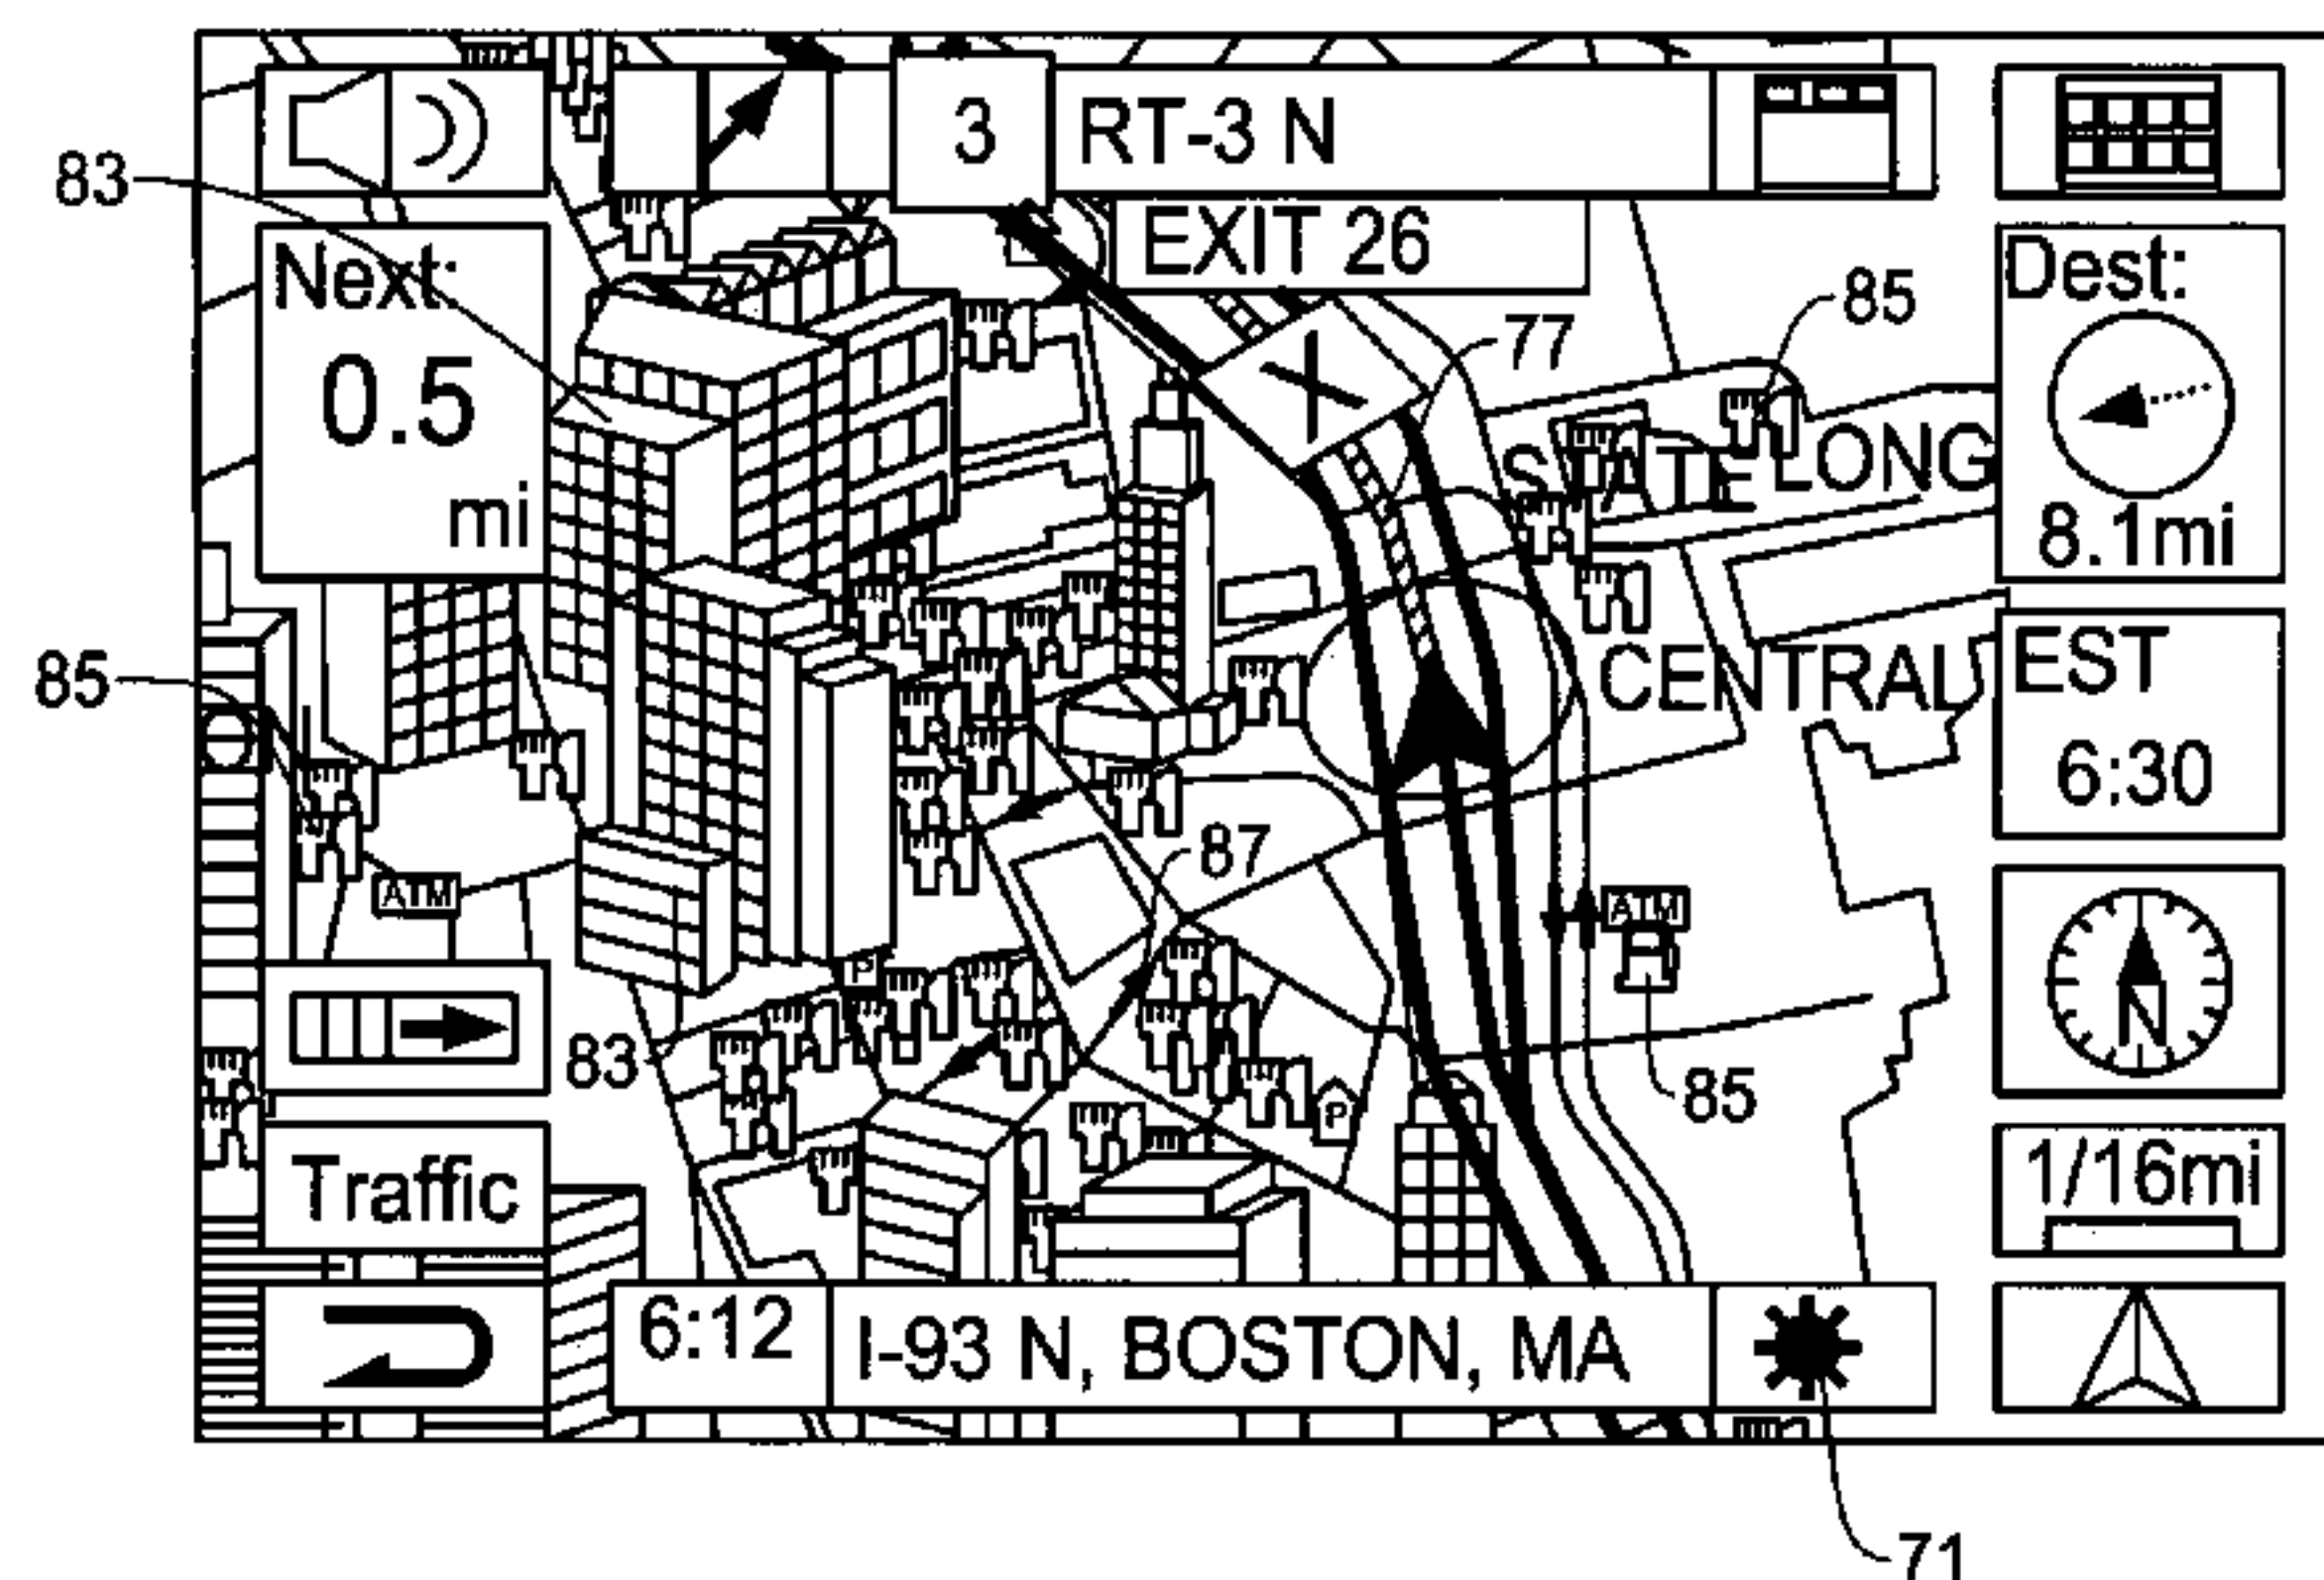 3
RT-3 N
EXIT 26
83
Next:
0.5
mi
Dest:
8.1mi
85
77
STATE
LONG
CENTRAL
EST
6:30
85
87
ATM
ATM
N
P
83
85
P
1/16mi
Traffic
6:12
I-93 N, BOSTON, MA
71